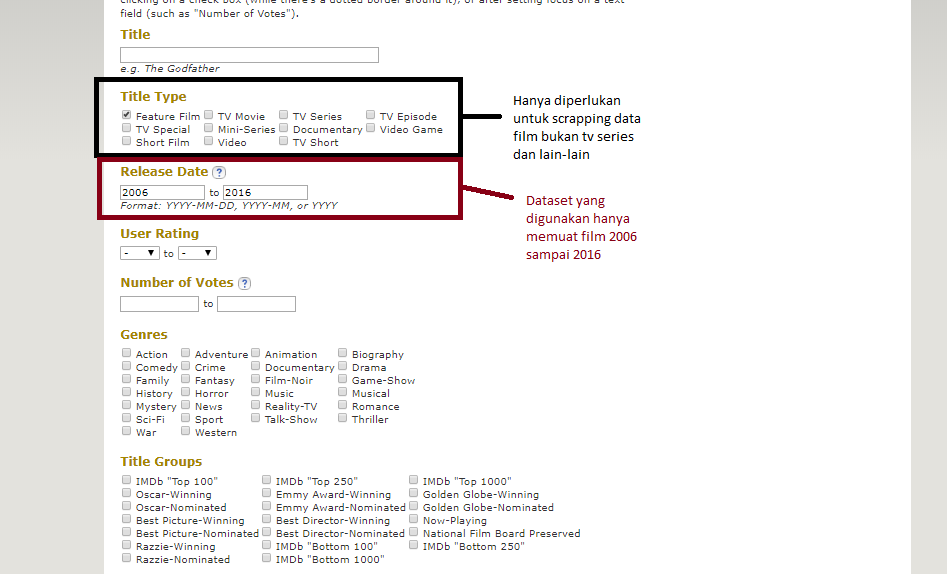 clicking on a check box (while there's a dotted border around it), or after setting focus on a text
field (such as "Number of Votes").
Title
e.g. The Godfather
Title Type
Feature Film TV Movie TV Series TV Episode
TV Special Mini-Series Documentary Video Game
Short Film Video TV Short
Hanya diperlukan
untuk scrapping data
film bukan tv series
dan lain-lain
Release Date ?
2006 to 2016
Format: YYYY-MM-DD, YYYY-MM, or YYYY
Dataset yang
digunakan hanya
memuat film 2006
sampai 2016
User Rating
- to -
Number of Votes ?
to
Genres
Action Adventure Animation Biography
Comedy Crime Documentary Drama
Family Fantasy Film-Noir Game-Show
History Horror Music Musical
Mystery News Reality-TV Romance
Sci-Fi Sport Talk-Show Thriller
War Western
Title Groups
IMDb "Top 100" IMDb "Top 250" IMDb "Top 1000"
Oscar-Winning Emmy Award-Winning Golden Globe-Winning
Oscar-Nominated Emmy Award-Nominated Golden Globe-Nominated
Best Picture-Winning Best Director-Winning Now-Playing
Best Picture-Nominated Best Director-Nominated National Film Board Preserved
Razzie-Winning IMDb "Bottom 100" IMDb "Bottom 250"
Razzie-Nominated IMDb "Bottom 1000"